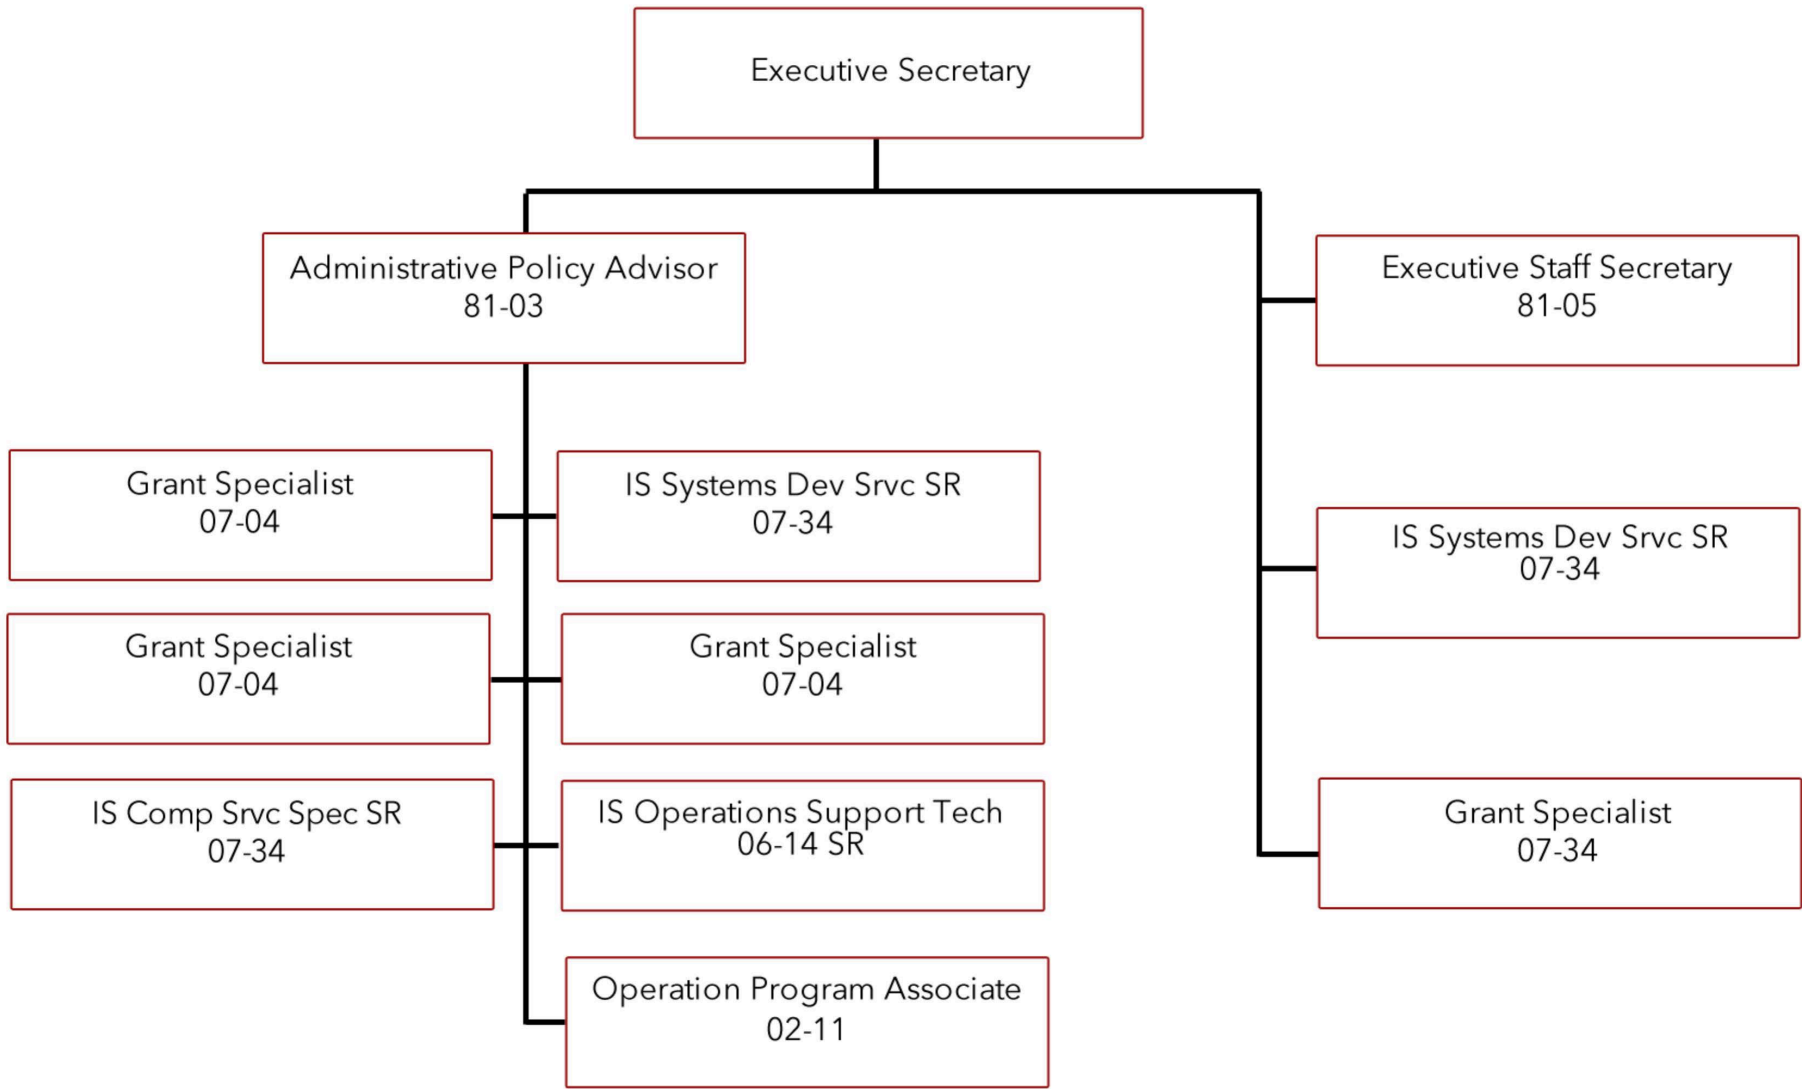 Executive Secretary
Administrative Policy Advisor
81-03
Executive Staff Secretary
81-05
Grant Specialist
07-04
IS Systems Dev Srvc SR
07-34
IS Systems Dev Srvc SR
07-34
Grant Specialist
07-04
Grant Specialist
07-04
IS Comp Srvc Spec SR
07-34
IS Operations Support Tech
06-14 SR
Grant Specialist
07-34
Operation Program Associate
02-11